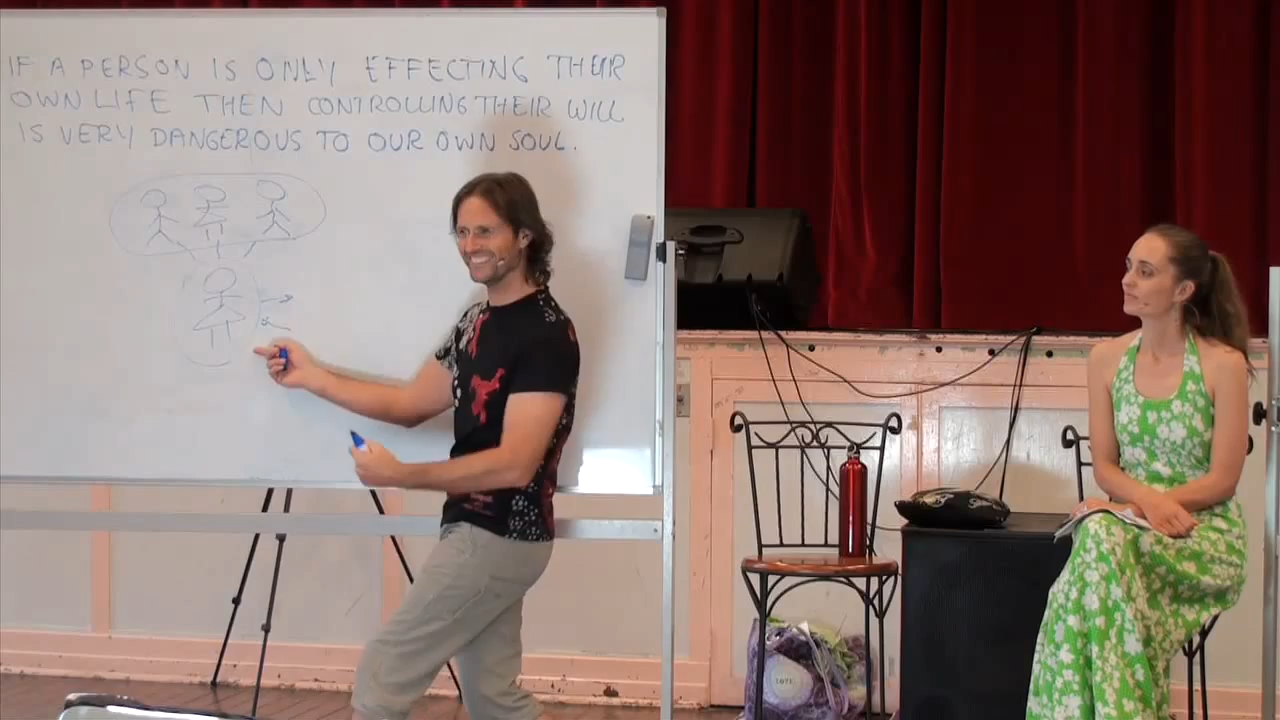 IF A PERSON IS ONLY EFFECTING THEIR
OWN LIFE THEN CONTROLLING THEIR WILL
IS VERY DANGEROUS TO OUR OWN SOUL.
1071